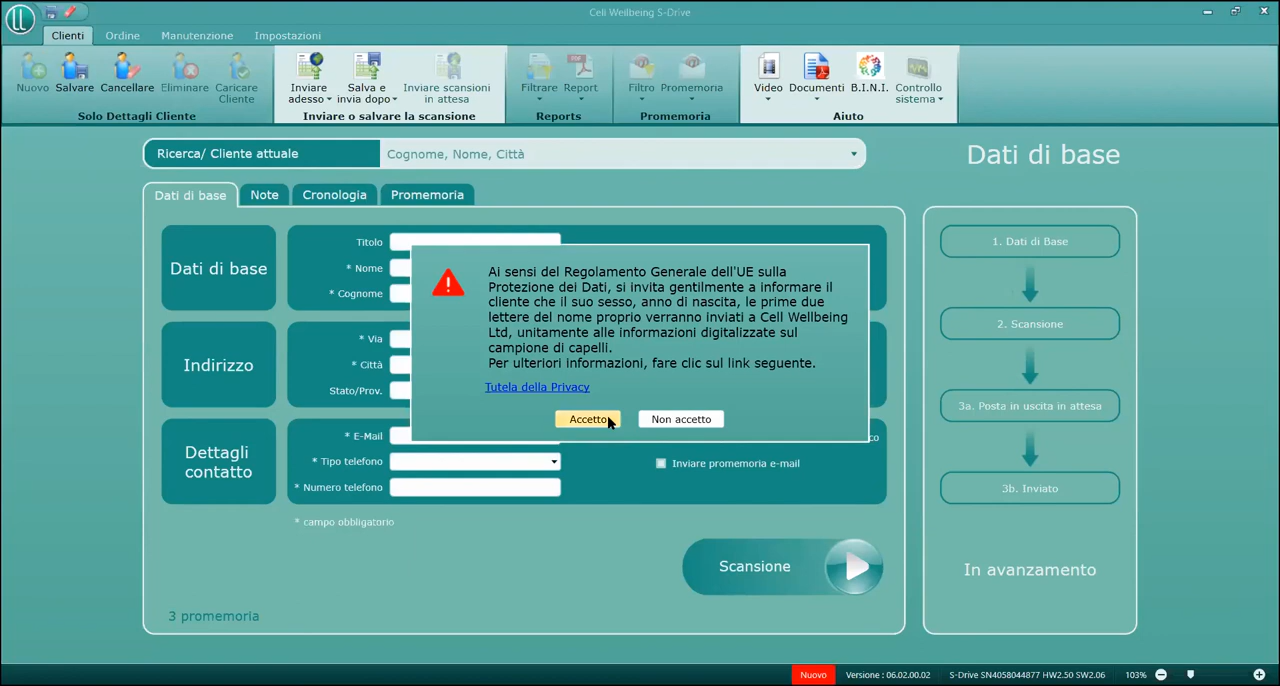 Cell Wellbeing S-Drive
Clienti Ordine Manutenzione Impostazioni
Nuovo Salvare Cancellare Eliminare Caricare Cliente
Solo Dettagli Cliente
Inviare adesso Salva e invia dopo Inviare scansioni in attesa
Inviare o salvare la scansione
Filtrare Report
Reports
Filtro Promemoria
Promemoria
Video Documenti B.I.N.I. Controllo sistema
Aiuto
Ricerca/ Cliente attuale
Cognome, Nome, Città
Dati di base
Dati di base Note Cronologia Promemoria
Dati di base
Titolo
* Nome
* Cognome
Indirizzo
* Via
* Città
Stato/Prov.
Dettagli contatto
* E-Mail
* Tipo telefono
* Numero telefono
Inviare promemoria e-mail
* campo obbligatorio
Ai sensi del Regolamento Generale dell'UE sulla
Protezione dei Dati, si invita gentilmente a informare il
cliente che il suo sesso, anno di nascita, le prime due
lettere del nome proprio verranno inviati a Cell Wellbeing
Ltd, unitamente alle informazioni digitalizzate sul
campione di capelli.
Per ulteriori informazioni, fare clic sul link seguente.
Tutela della Privacy
Accetto Non accetto
co
Scansione
3 promemoria
1. Dati di Base
2. Scansione
3a. Posta in uscita in attesa
3b. Inviato
In avanzamento
Nuovo Versione : 06.02.00.02 S-Drive SN4058044877 HW2.50 SW2.06 103%